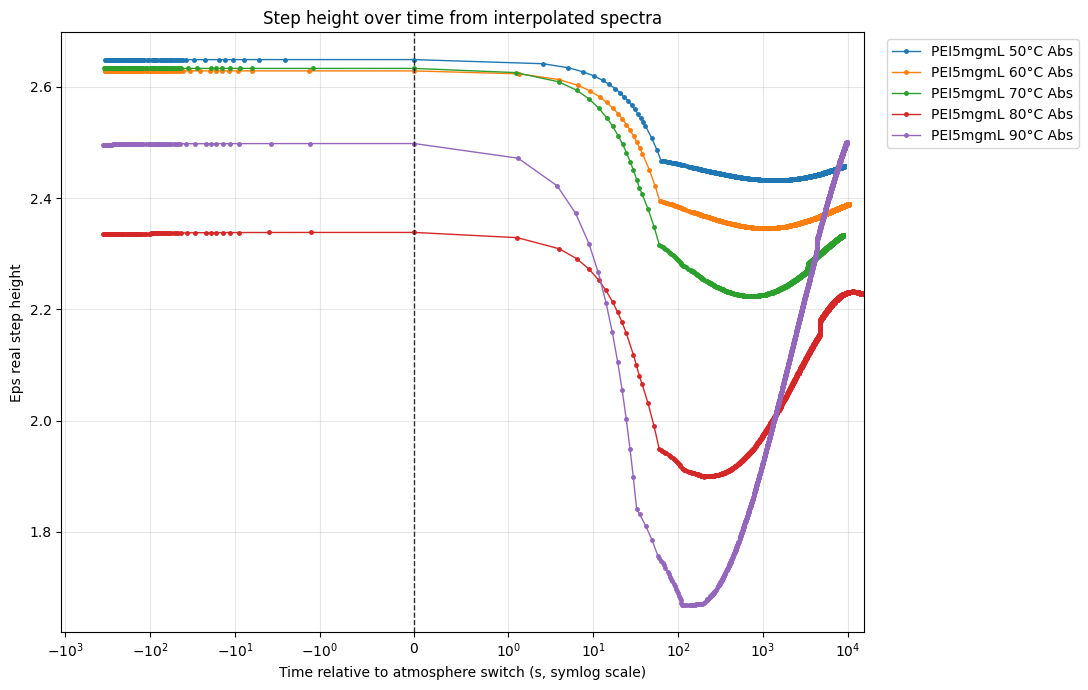 Step height over time from interpolated spectra
Eps real step height
2.6
2.4
2.2
2.0
1.8
−10³
−10²
−10¹
−10⁰
0
10⁰
10¹
10²
10³
10⁴
Time relative to atmosphere switch (s, symlog scale)
PEI5mgmL 50°C Abs
PEI5mgmL 60°C Abs
PEI5mgmL 70°C Abs
PEI5mgmL 80°C Abs
PEI5mgmL 90°C Abs